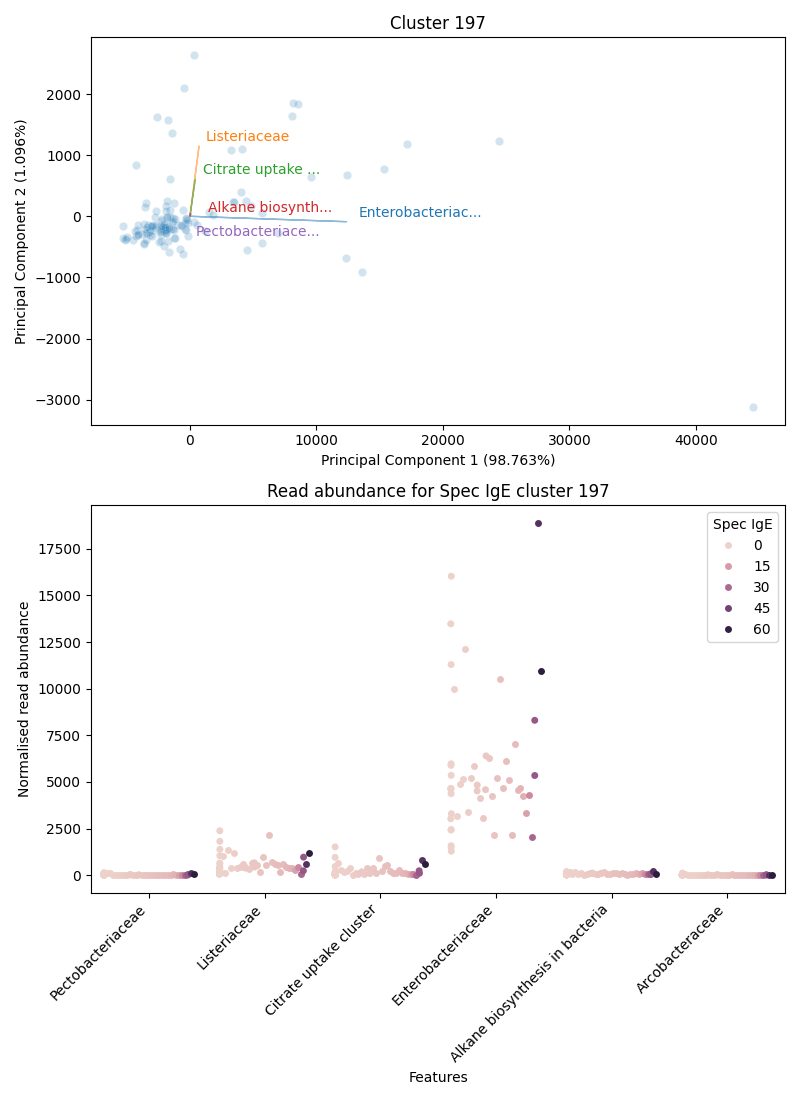 Cluster 197
Principal Component 2 (1.096%)
2000
1000
0
−1000
−2000
−3000
Listeriaceae
Citrate uptake ...
Alkane biosynth...
Enterobacteriac...
Pectobacteriace...
0
10000
20000
30000
40000
Principal Component 1 (98.763%)
Read abundance for Spec IgE cluster 197
Normalised read abundance
17500
15000
12500
10000
7500
5000
2500
0
Spec IgE
0
15
30
45
60
Pectobacteriaceae
Listeriaceae
Citrate uptake cluster
Enterobacteriaceae
Alkane biosynthesis in bacteria
Arcobacteraceae
Features